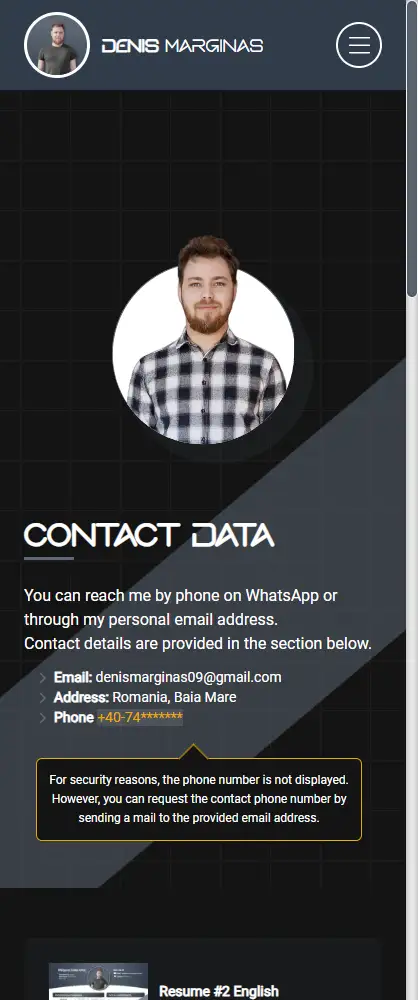 DENIS MARGINAS
CONTACT DATA
You can reach me by phone on WhatsApp or
through my personal email address.
Contact details are provided in the section below.
Email: denismarginas09@gmail.com
Address: Romania, Baia Mare
Phone +40-74*******
For security reasons, the phone number is not displayed.
However, you can request the contact phone number by
sending a mail to the provided email address.
Resume #2 English